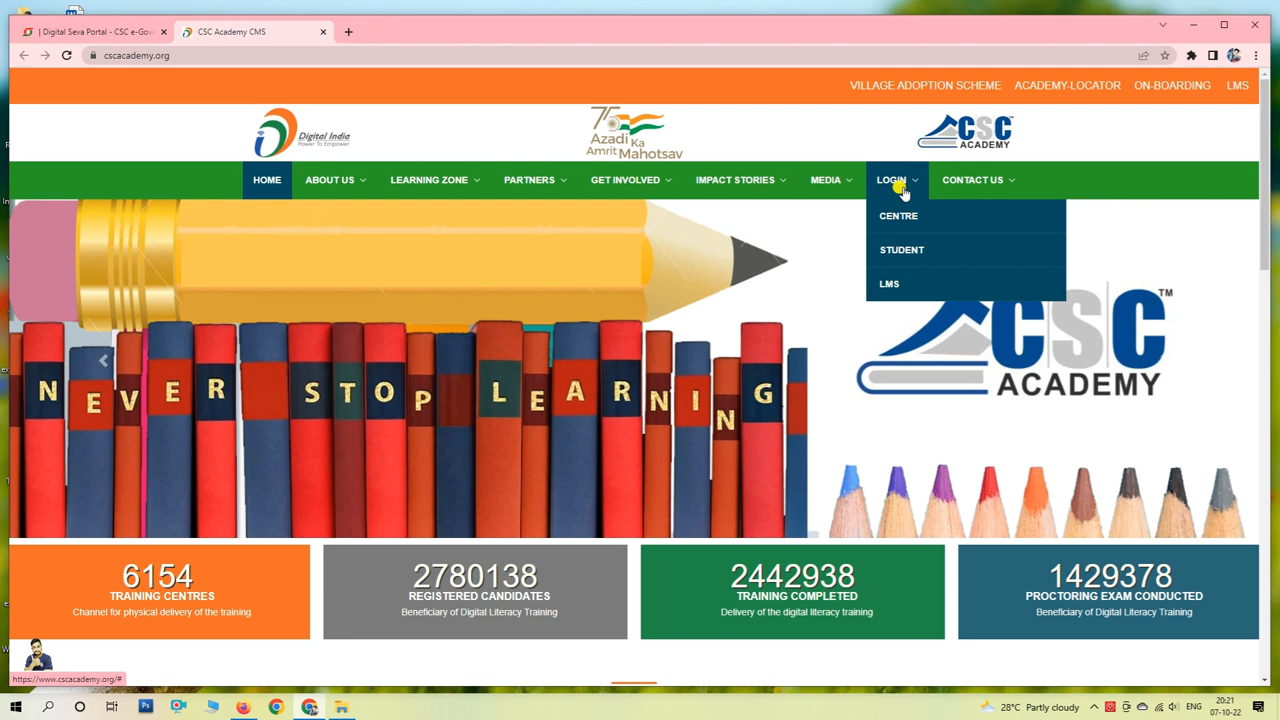 | Digital Seva Portal - CSC e-Gov
CSC Academy CMS
cscacademy.org
VILLAGE ADOPTION SCHEME ACADEMY-LOCATOR ON-BOARDING LMS
Digital India
Power To Empower
75
Azadi Ka
Amrit Mahotsav
CSC
ACADEMY
HOME ABOUT US LEARNING ZONE PARTNERS GET INVOLVED IMPACT STORIES MEDIA LOGIN CONTACT US
CENTRE
STUDENT
LMS
NEVER STOP LEARNING
CSC TM
ACADEMY
6154
TRAINING CENTRES
Channel for physical delivery of the training
2780138
REGISTERED CANDIDATES
Beneficiary of Digital Literacy Training
2442938
TRAINING COMPLETED
Delivery of the digital literacy training
1429378
PROCTORING EXAM CONDUCTED
Beneficiary of Digital Literacy Training
https://www.cscacademy.org/#
Ps
28°C Partly cloudy
ENG
20:21
07-10-22